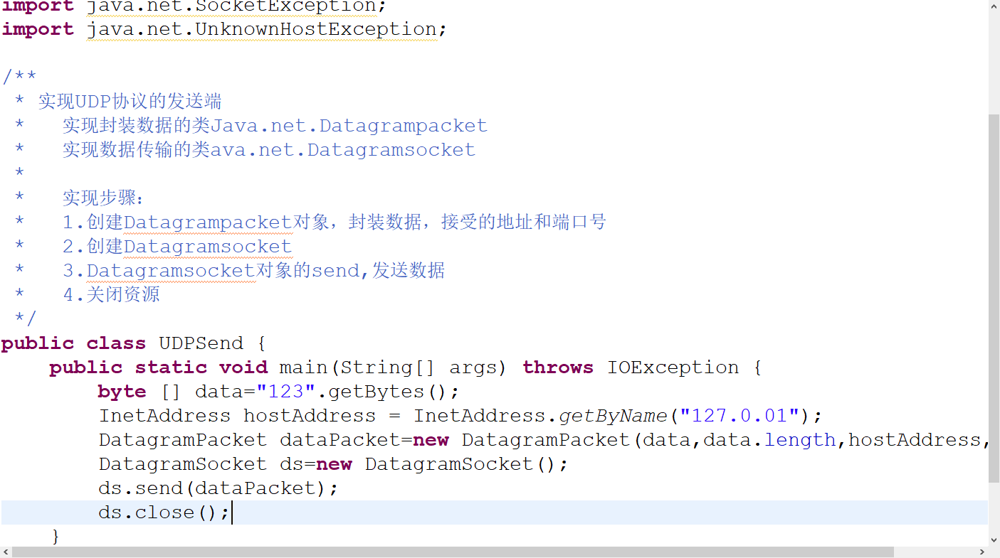 import java.net.SocketException;
import java.net.UnknownHostException;
/**
* 实现UDP协议的发送端
* 实现封装数据的类Java.net.Datagrampacket
* 实现数据传输的类ava.net.Datagramsocket
*
* 实现步骤:
* 1.创建Datagrampacket对象，封装数据，接受的地址和端口号
* 2.创建Datagramsocket
* 3.Datagramsocket对象的send,发送数据
* 4.关闭资源
*/
public class UDPSend {
public static void main(String[] args) throws IOException {
byte [] data="123".getBytes();
InetAddress hostAddress = InetAddress.getByName("127.0.01");
DatagramPacket dataPacket=new DatagramPacket(data,data.length,hostAddress,
DatagramSocket ds=new DatagramSocket();
ds.send(dataPacket);
ds.close();
}